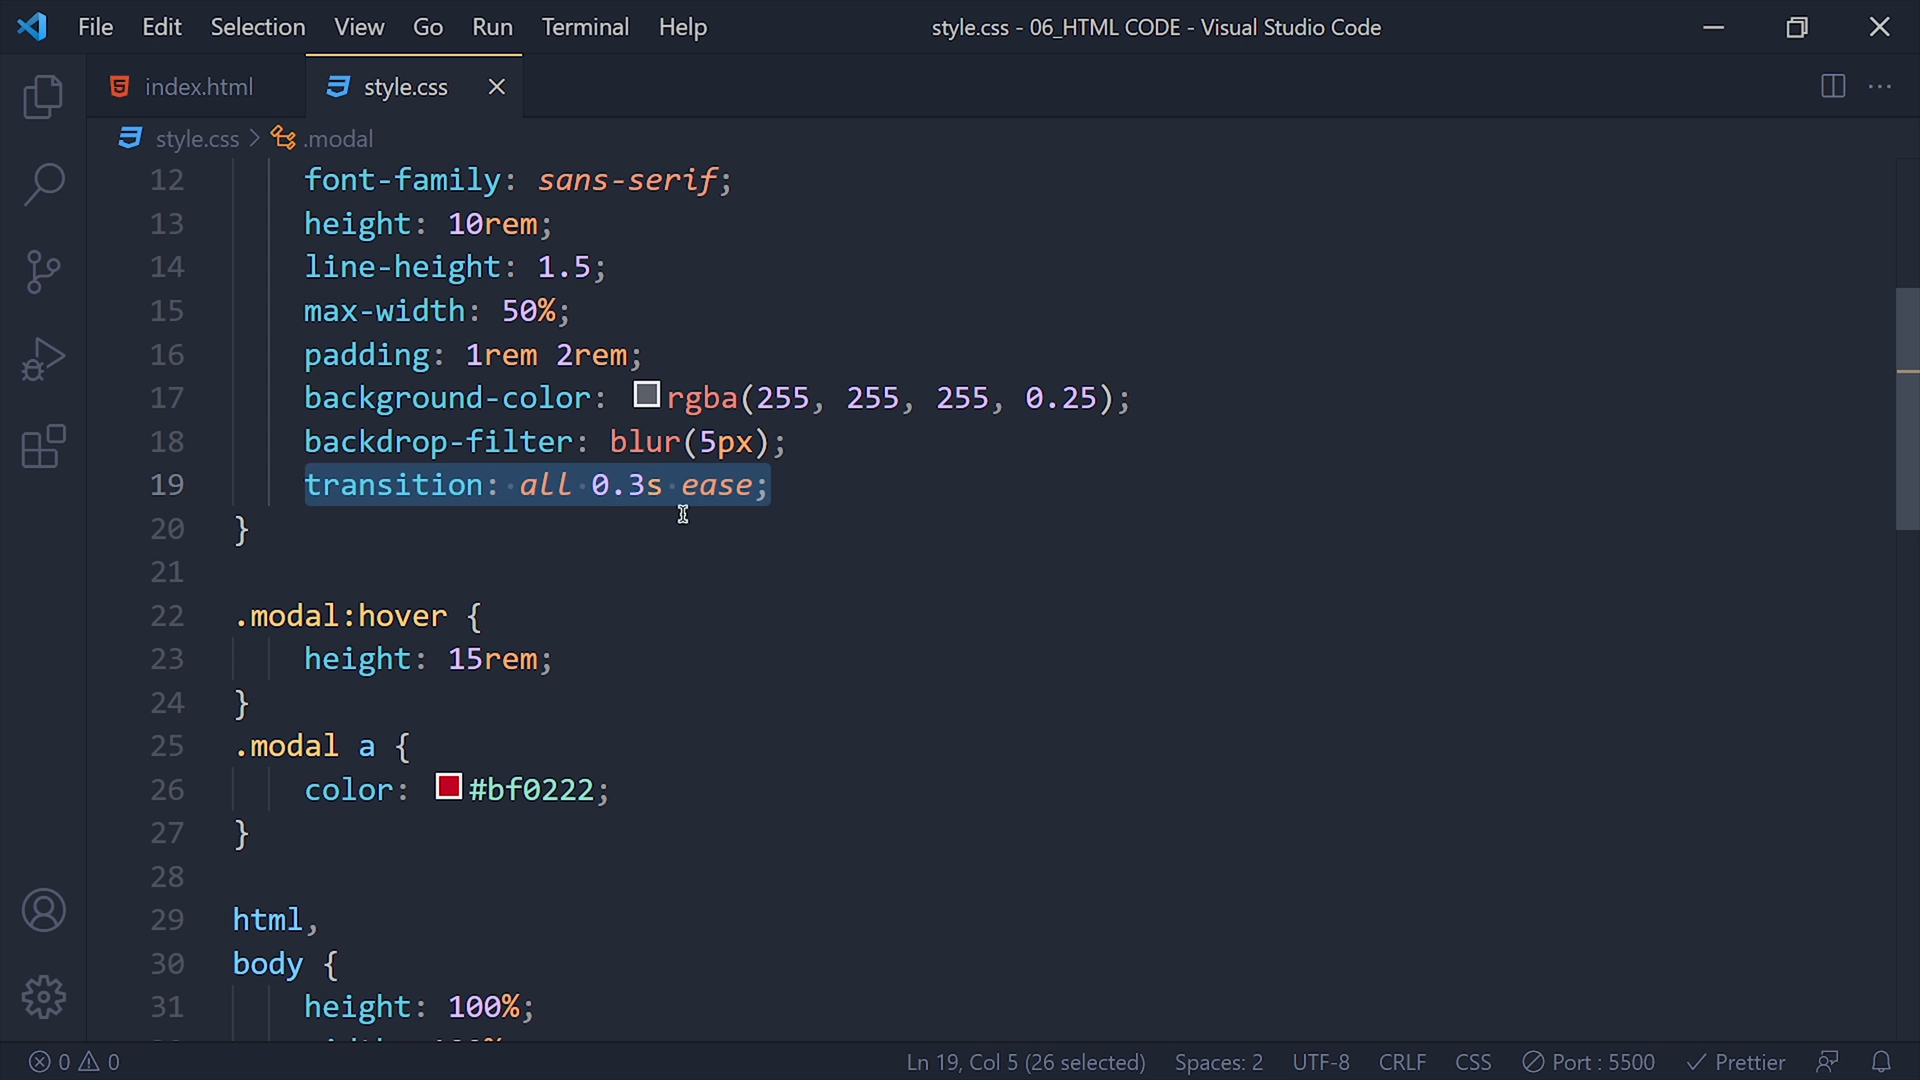 File Edit Selection View Go Run Terminal Help style.css - 06_HTML CODE - Visual Studio Code
index.html style.css
style.css > .modal
12 font-family: sans-serif;
13 height: 10rem;
14 line-height: 1.5;
15 max-width: 50%;
16 padding: 1rem 2rem;
17 background-color: rgba(255, 255, 255, 0.25);
18 backdrop-filter: blur(5px);
19 transition: all 0.3s ease;
20 }
21
22 .modal:hover {
23 height: 15rem;
24 }
25 .modal a {
26 color: #bf0222;
27 }
28
29 html,
30 body {
31 height: 100%;
0 0 Ln 19, Col 5 (26 selected) Spaces: 2 UTF-8 CRLF CSS Port : 5500 Prettier